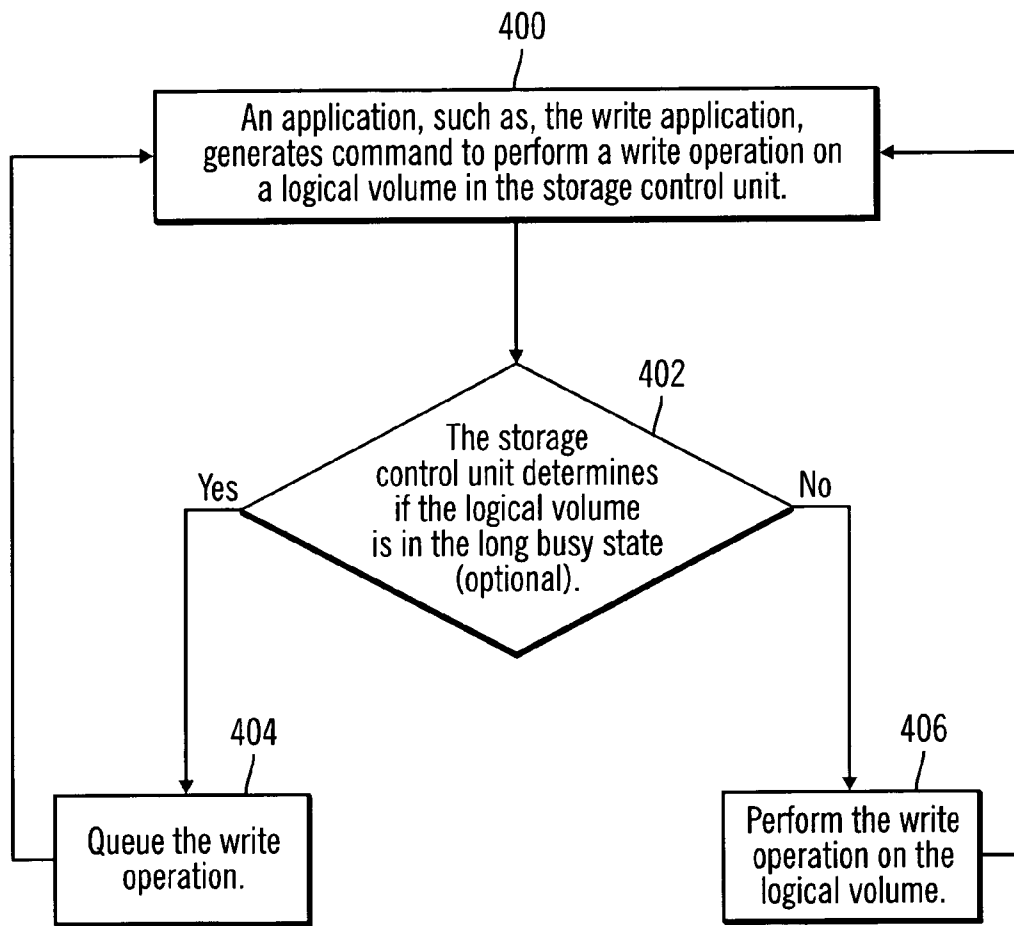 400
An application, such as, the write application,
generates command to perform a write operation on
a logical volume in the storage control unit.
402
The storage
control unit determines
if the logical volume
is in the long busy state
(optional).
Yes
No
404
Queue the write
operation.
406
Perform the write
operation on the
logical volume.